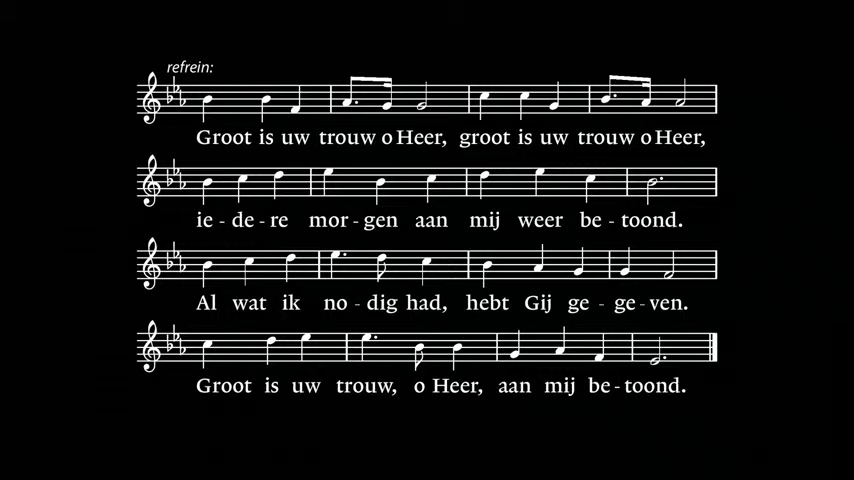 refrein:
Groot is uw trouw o Heer, groot is uw trouw o Heer,
ie - de - re mor - gen aan mij weer be - toond.
Al wat ik no - dig had, hebt Gij ge - ge - ven.
Groot is uw trouw, o Heer, aan mij be - toond.